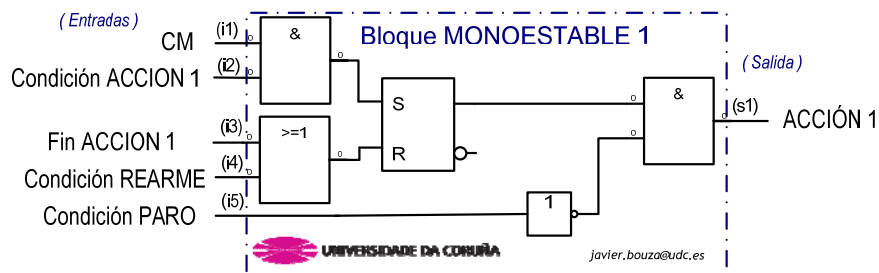 ( Entradas )
Bloque MONOESTABLE 1
( Salida )
CM
(i1)
&
Condición ACCION 1
(i2)
S
R
&
(s1)
ACCIÓN 1
Fin ACCION 1
(i3)
>=1
Condición REARME
(i4)
Condición PARO
(i5)
1
UNIVERSIDADE DA CORUÑA
javier.bouza@udc.es